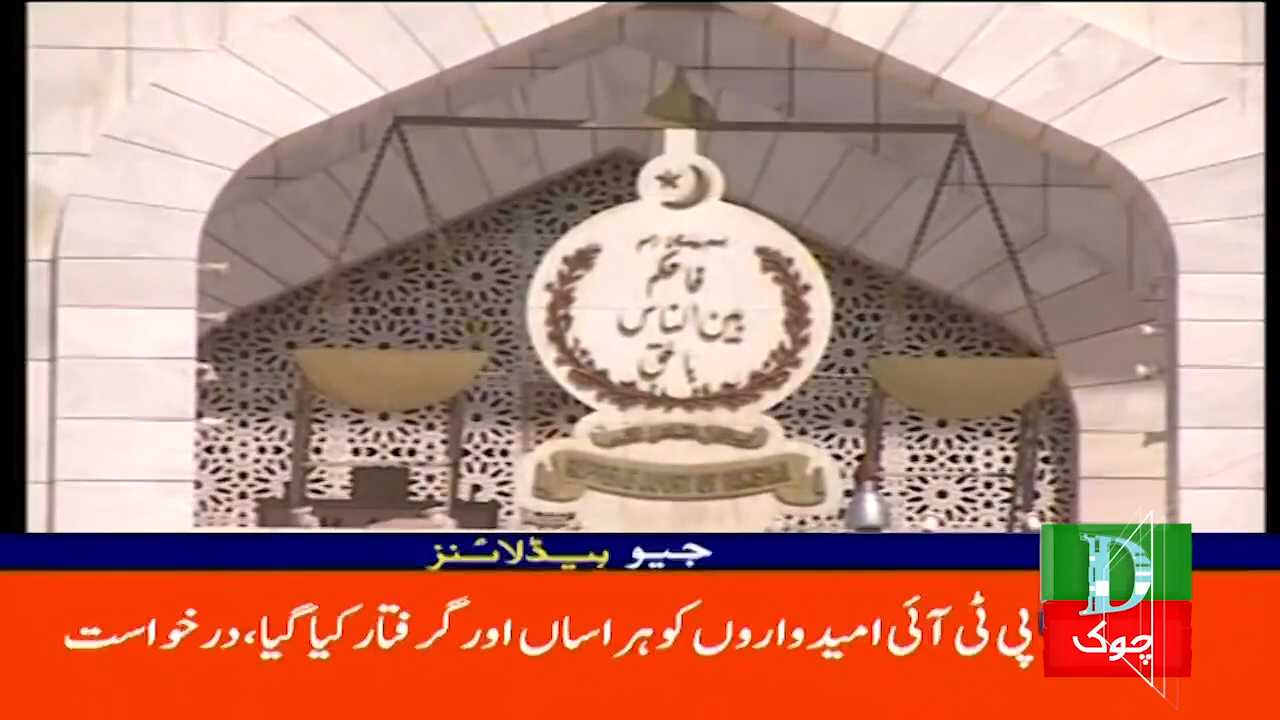 فاحکم
بین الناس
بالحق
جیو ہیڈلائنز
پی ٹی آئی امیدواروں کو ہراساں اور گرفتار کیا گیا، درخواست
D
چوک